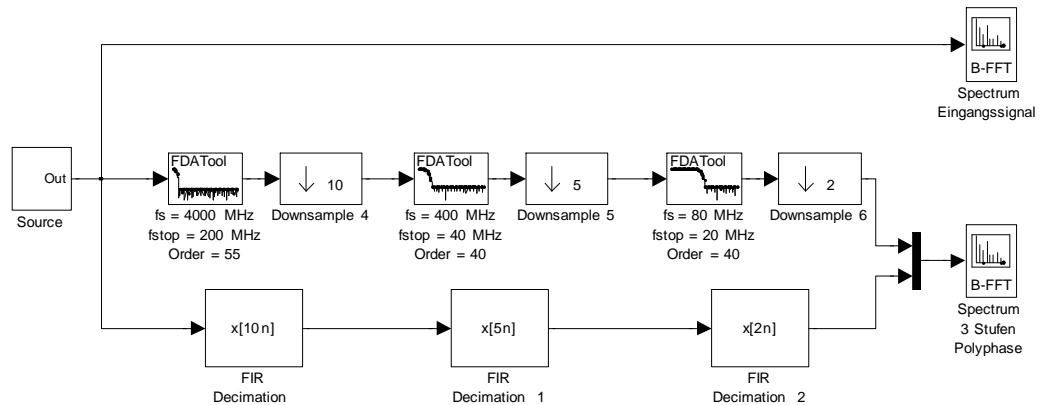 B-FFT
Spectrum
Eingangssignal
Out
Source
FDATool
fs = 4000 MHz
fstop = 200 MHz
Order = 55
10
Downsample 4
FDATool
fs = 400 MHz
fstop = 40 MHz
Order = 40
5
Downsample 5
FDATool
fs = 80 MHz
fstop = 20 MHz
Order = 40
2
Downsample 6
B-FFT
Spectrum
3 Stufen
Polyphase
x[10n]
FIR
Decimation
x[5n]
FIR
Decimation 1
x[2n]
FIR
Decimation 2